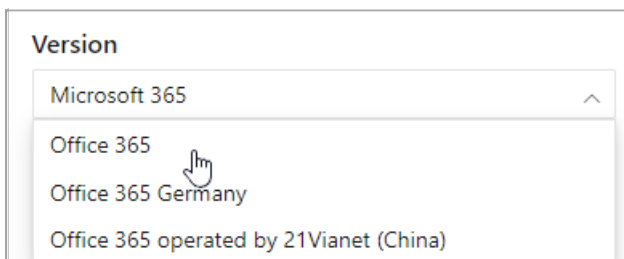 Version
Microsoft 365
Office 365
Office 365 Germany
Office 365 operated by 21Vianet (China)